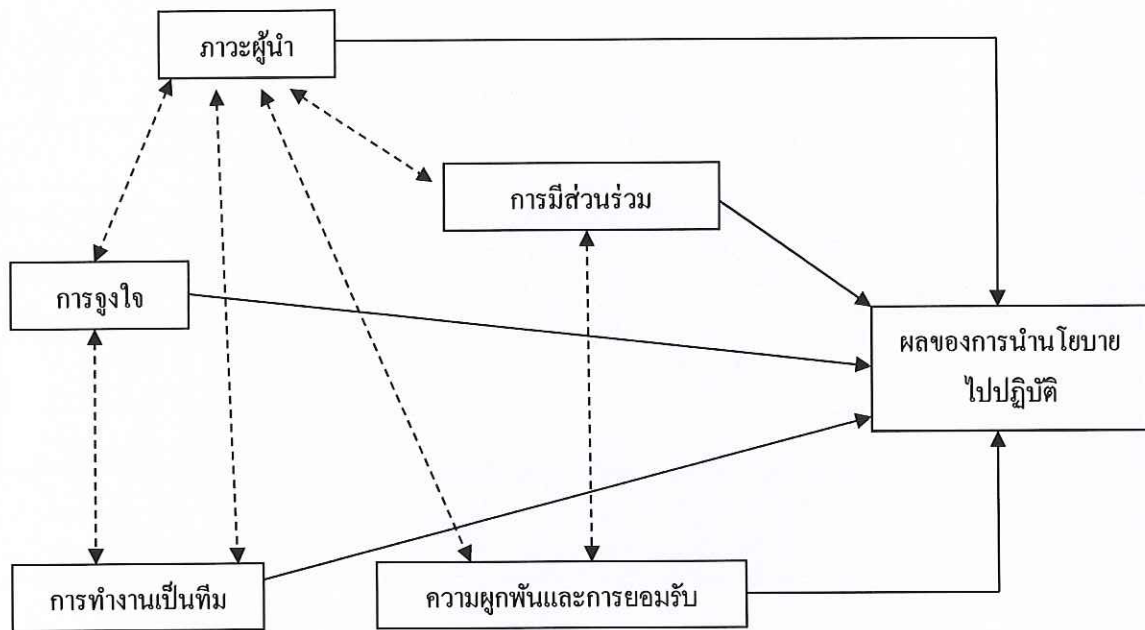 ภาวะผู้นำ
การมีส่วนร่วม
การจูงใจ
ผลของการนำนโยบาย
ไปปฏิบัติ
การทำงานเป็นทีม
ความผูกพันและการยอมรับ